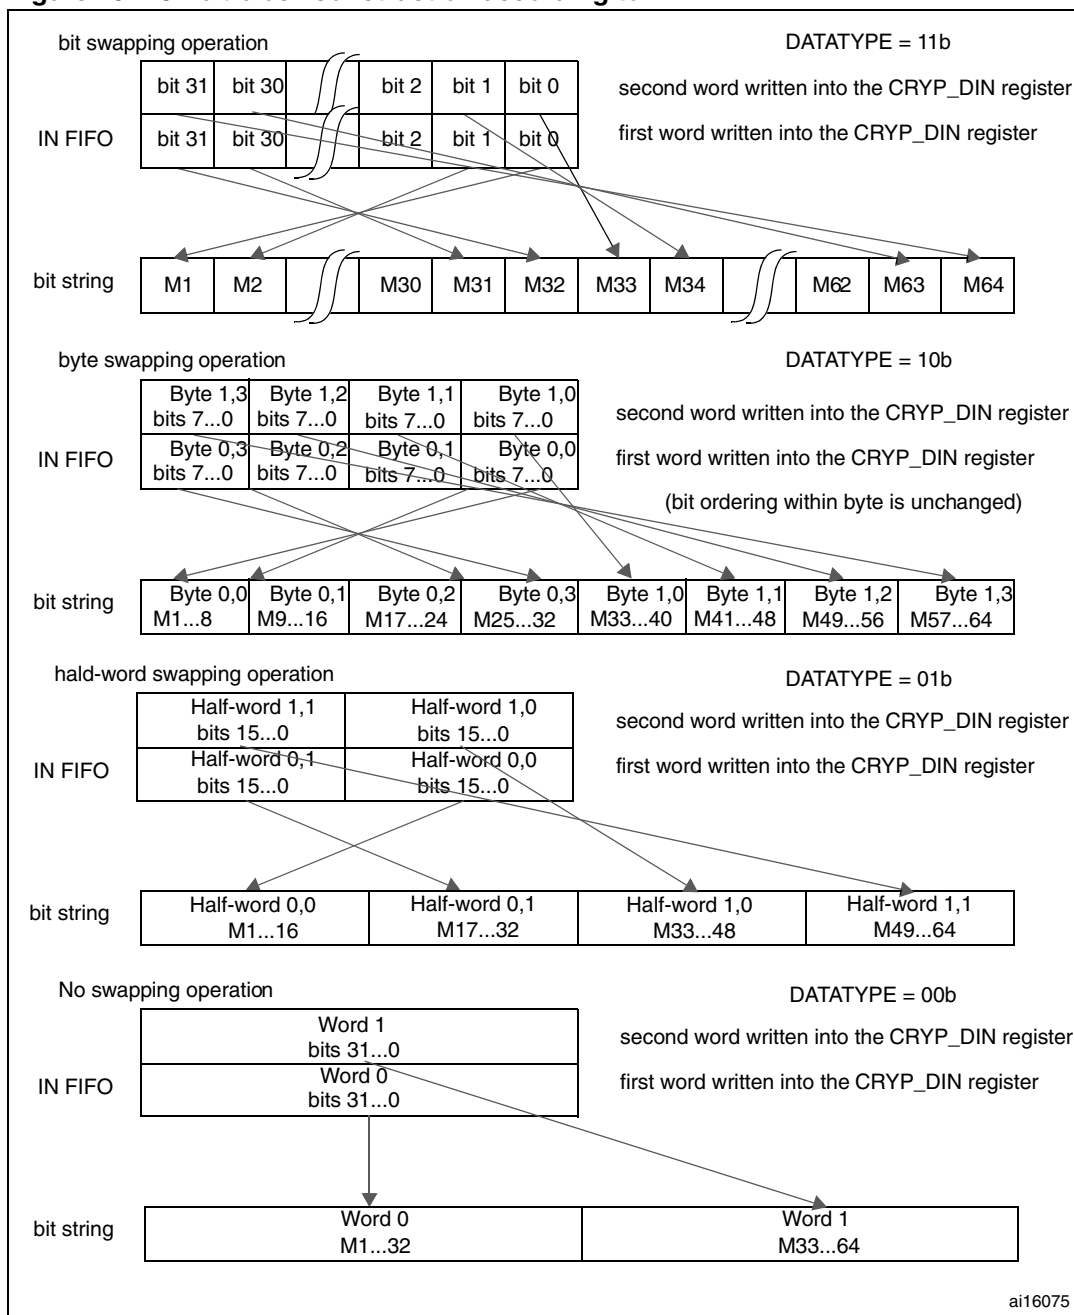 bit swapping operation DATATYPE = 11b
bit 31 bit 30 bit 2 bit 1 bit 0 second word written into the CRYP_DIN register
IN FIFO bit 31 bit 30 bit 2 bit 1 bit 0 first word written into the CRYP_DIN register
bit string M1 M2 M30 M31 M32 M33 M34 M62 M63 M64
byte swapping operation DATATYPE = 10b
Byte 1,3 Byte 1,2 Byte 1,1 Byte 1,0
bits 7...0 bits 7...0 bits 7...0 bits 7...0 second word written into the CRYP_DIN register
IN FIFO Byte 0,3 Byte 0,2 Byte 0,1 Byte 0,0 first word written into the CRYP_DIN register
bits 7...0 bits 7...0 bits 7...0 bits 7...0
(bit ordering within byte is unchanged)
bit string Byte 0,0 Byte 0,1 Byte 0,2 Byte 0,3 Byte 1,0 Byte 1,1 Byte 1,2 Byte 1,3
M1...8 M9...16 M17...24 M25...32 M33...40 M41...48 M49...56 M57...64
hald-word swapping operation DATATYPE = 01b
Half-word 1,1 Half-word 1,0
bits 15...0 bits 15...0 second word written into the CRYP_DIN register
IN FIFO Half-word 0,1 Half-word 0,0 first word written into the CRYP_DIN register
bits 15...0 bits 15...0
bit string Half-word 0,0 Half-word 0,1 Half-word 1,0 Half-word 1,1
M1...16 M17...32 M33...48 M49...64
No swapping operation DATATYPE = 00b
Word 1
bits 31...0 second word written into the CRYP_DIN register
IN FIFO Word 0 first word written into the CRYP_DIN register
bits 31...0
bit string Word 0 Word 1
M1...32 M33...64
ai16075